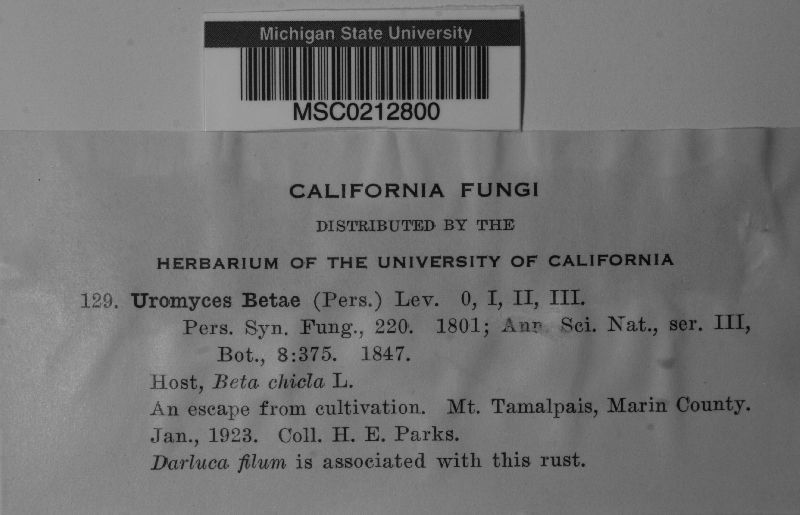 Michigan State University
MSC0212800
CALIFORNIA FUNGI
DISTRIBUTED BY THE
HERBARIUM OF THE UNIVERSITY OF CALIFORNIA
129. Uromyces Betae (Pers.) Lev. 0, I, II, III.
Pers. Syn. Fung., 220. 1801; Ann. Sci. Nat., ser. III,
Bot., 8:375. 1847.
Host, Beta chicla L.
An escape from cultivation. Mt. Tamalpais, Marin County.
Jan., 1923. Coll. H. E. Parks.
Darluca filum is associated with this rust.